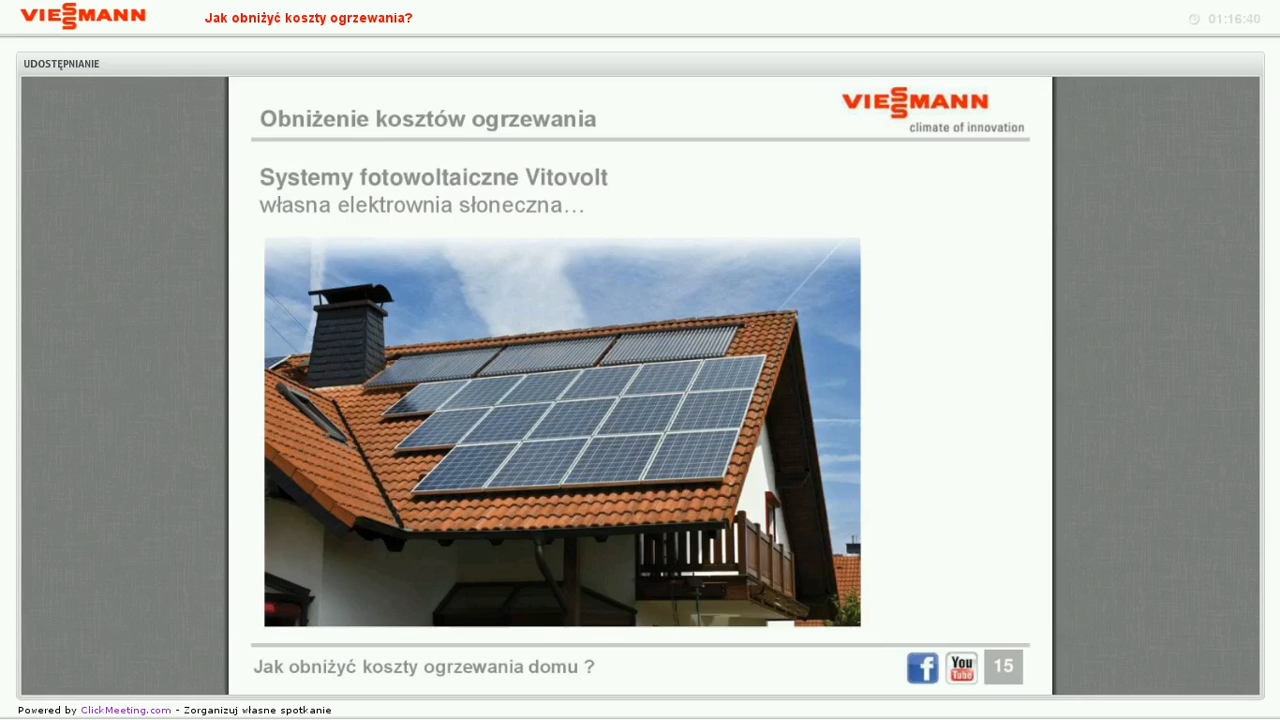 VIESSMANN
Jak obniżyć koszty ogrzewania?
01:16:40
UDOSTĘPNIANIE
VIESSMANN
climate of innovation
Obniżenie kosztów ogrzewania
Systemy fotowoltaiczne Vitovolt
własna elektrownia słoneczna...
Jak obniżyć koszty ogrzewania domu ?
f
You
Tube
15
Powered by ClickMeeting.com - Zorganizuj własne spotkanie